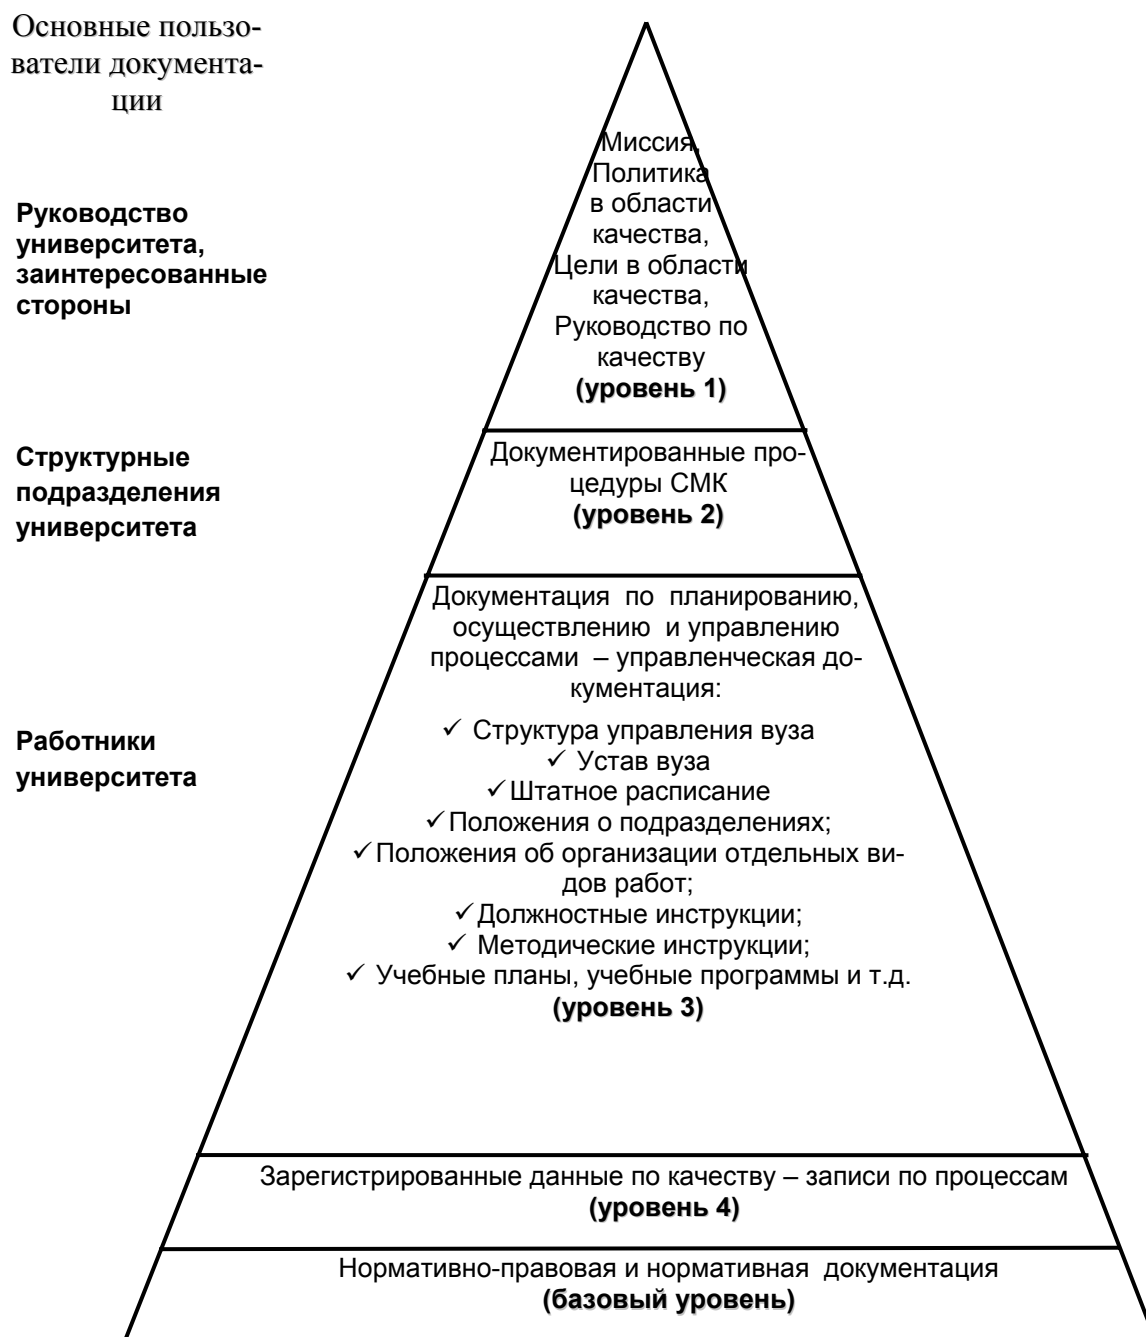 Основные пользо-
ватели документа-
ции
Миссия,
Политика
в области
качества,
Цели в области
качества,
Руководство по
качеству
(уровень 1)
Руководство
университета,
заинтересованные
стороны
Документированные про-
цедуры СМК
(уровень 2)
Структурные
подразделения
университета
Документация по планированию,
осуществлению и управлению
процессами – управленческая до-
кументация:
✓ Структура управления вуза
✓ Устав вуза
✓ Штатное расписание
✓ Положения о подразделениях;
✓ Положения об организации отдельных ви-
дов работ;
✓ Должностные инструкции;
✓ Методические инструкции;
✓ Учебные планы, учебные программы и т.д.
(уровень 3)
Работники
университета
Зарегистрированные данные по качеству – записи по процессам
(уровень 4)
Нормативно-правовая и нормативная документация
(базовый уровень)